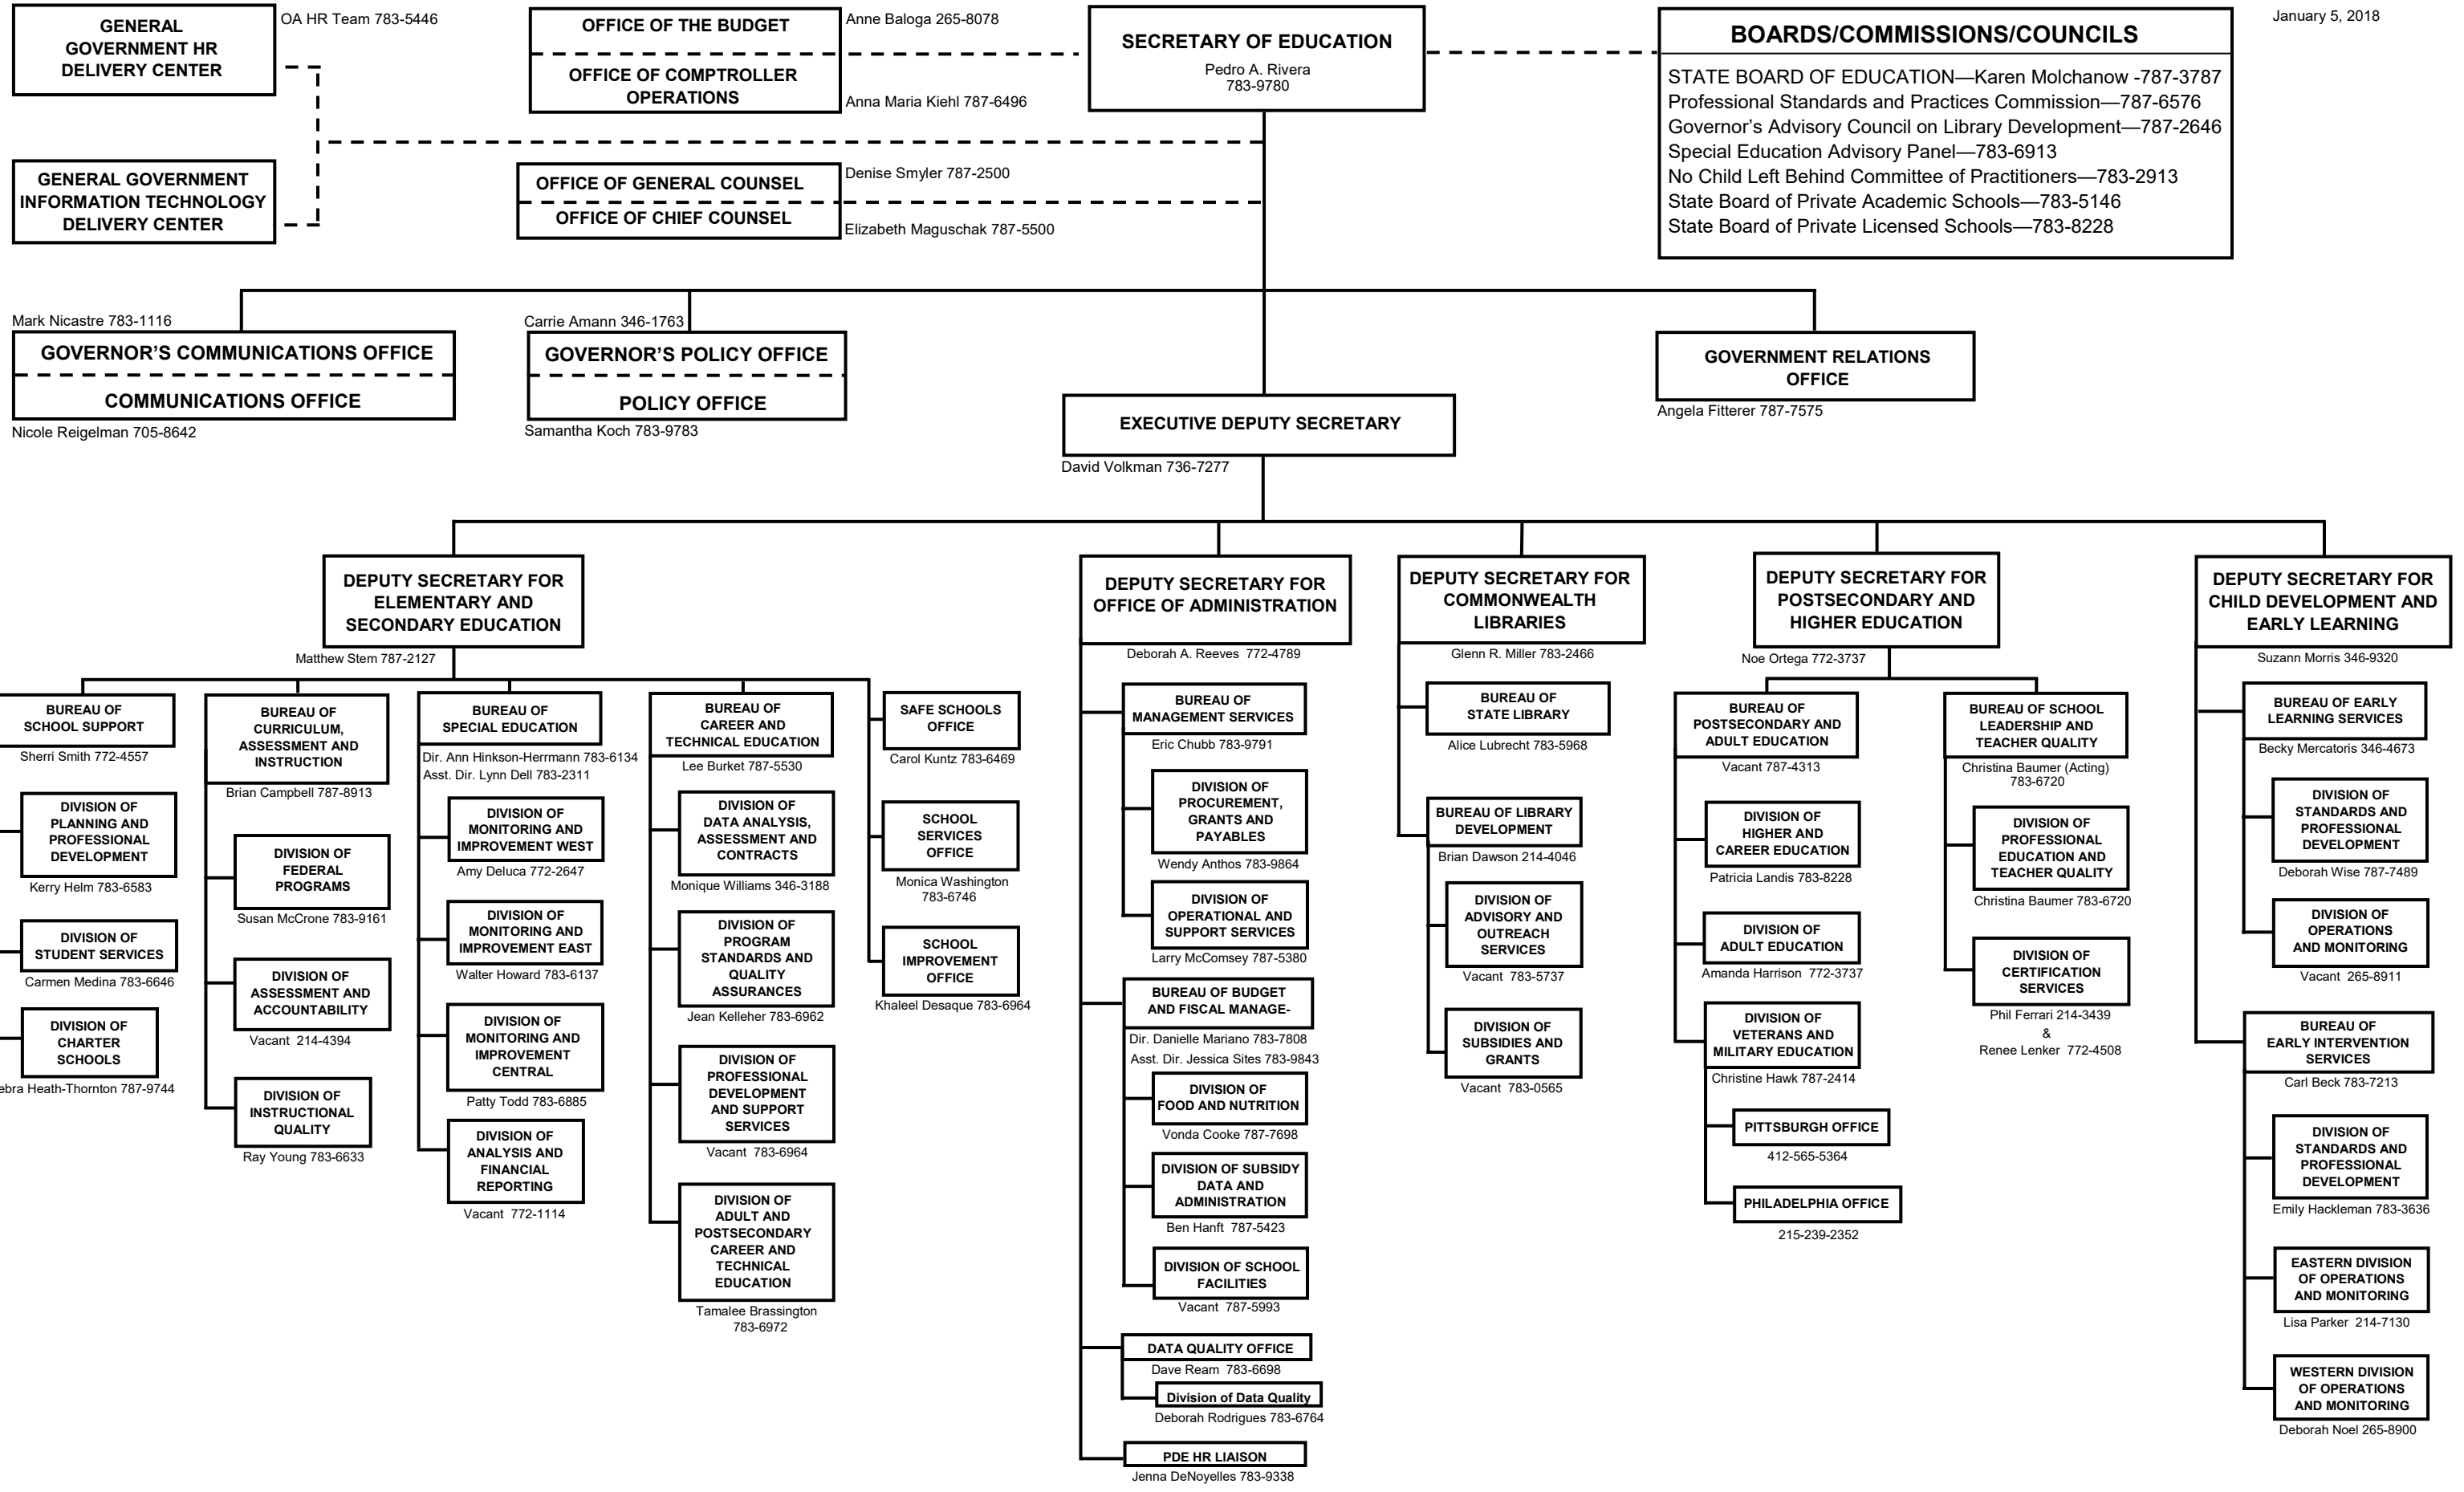 January 5, 2018
GENERAL
GOVERNMENT HR
DELIVERY CENTER
OA HR Team 783-5446
GENERAL GOVERNMENT
INFORMATION TECHNOLOGY
DELIVERY CENTER
OFFICE OF THE BUDGET
Anne Baloga 265-8078
OFFICE OF COMPTROLLER
OPERATIONS
Anna Maria Kiehl 787-6496
OFFICE OF GENERAL COUNSEL
Denise Smyler 787-2500
OFFICE OF CHIEF COUNSEL
Elizabeth Maguschak 787-5500
SECRETARY OF EDUCATION
Pedro A. Rivera
783-9780
BOARDS/COMMISSIONS/COUNCILS
STATE BOARD OF EDUCATION—Karen Molchanow -787-3787
Professional Standards and Practices Commission—787-6576
Governor’s Advisory Council on Library Development—787-2646
Special Education Advisory Panel—783-6913
No Child Left Behind Committee of Practitioners—783-2913
State Board of Private Academic Schools—783-5146
State Board of Private Licensed Schools—783-8228
Mark Nicastre 783-1116
GOVERNOR’S COMMUNICATIONS OFFICE
COMMUNICATIONS OFFICE
Nicole Reigelman 705-8642
Carrie Amann 346-1763
GOVERNOR’S POLICY OFFICE
POLICY OFFICE
Samantha Koch 783-9783
GOVERNMENT RELATIONS
OFFICE
Angela Fitterer 787-7575
EXECUTIVE DEPUTY SECRETARY
David Volkman 736-7277
DEPUTY SECRETARY FOR
ELEMENTARY AND
SECONDARY EDUCATION
Matthew Stem 787-2127
BUREAU OF
SCHOOL SUPPORT
Sherri Smith 772-4557
DIVISION OF
PLANNING AND
PROFESSIONAL
DEVELOPMENT
Kerry Helm 783-6583
DIVISION OF
STUDENT SERVICES
Carmen Medina 783-6646
DIVISION OF
CHARTER
SCHOOLS
ebra Heath-Thornton 787-9744
BUREAU OF
CURRICULUM,
ASSESSMENT AND
INSTRUCTION
Brian Campbell 787-8913
DIVISION OF
FEDERAL
PROGRAMS
Susan McCrone 783-9161
DIVISION OF
ASSESSMENT AND
ACCOUNTABILITY
Vacant 214-4394
DIVISION OF
INSTRUCTIONAL
QUALITY
Ray Young 783-6633
BUREAU OF
SPECIAL EDUCATION
Dir. Ann Hinkson-Herrmann 783-6134
Asst. Dir. Lynn Dell 783-2311
DIVISION OF
MONITORING AND
IMPROVEMENT WEST
Amy Deluca 772-2647
DIVISION OF
MONITORING AND
IMPROVEMENT EAST
Walter Howard 783-6137
DIVISION OF
MONITORING AND
IMPROVEMENT
CENTRAL
Patty Todd 783-6885
DIVISION OF
ANALYSIS AND
FINANCIAL
REPORTING
Vacant 772-1114
BUREAU OF
CAREER AND
TECHNICAL EDUCATION
Lee Burket 787-5530
DIVISION OF
DATA ANALYSIS,
ASSESSMENT AND
CONTRACTS
Monique Williams 346-3188
DIVISION OF
PROGRAM
STANDARDS AND
QUALITY
ASSURANCES
Jean Kelleher 783-6962
DIVISION OF
PROFESSIONAL
DEVELOPMENT
AND SUPPORT
SERVICES
Vacant 783-6964
DIVISION OF
ADULT AND
POSTSECONDARY
CAREER AND
TECHNICAL
EDUCATION
Tamalee Brassington
783-6972
SAFE SCHOOLS
OFFICE
Carol Kuntz 783-6469
SCHOOL
SERVICES
OFFICE
Monica Washington
783-6746
SCHOOL
IMPROVEMENT
OFFICE
Khaleel Desaque 783-6964
DEPUTY SECRETARY FOR
OFFICE OF ADMINISTRATION
Deborah A. Reeves 772-4789
BUREAU OF
MANAGEMENT SERVICES
Eric Chubb 783-9791
DIVISION OF
PROCUREMENT,
GRANTS AND
PAYABLES
Wendy Anthos 783-9864
DIVISION OF
OPERATIONAL AND
SUPPORT SERVICES
Larry McComsey 787-5380
BUREAU OF BUDGET
AND FISCAL MANAGE-
Dir. Danielle Mariano 783-7808
Asst. Dir. Jessica Sites 783-9843
DIVISION OF
FOOD AND NUTRITION
Vonda Cooke 787-7698
DIVISION OF SUBSIDY
DATA AND
ADMINISTRATION
Ben Hanft 787-5423
DIVISION OF SCHOOL
FACILITIES
Vacant 787-5993
DATA QUALITY OFFICE
Dave Ream 783-6698
Division of Data Quality
Deborah Rodrigues 783-6764
PDE HR LIAISON
Jenna DeNoyelles 783-9338
DEPUTY SECRETARY FOR
COMMONWEALTH
LIBRARIES
Glenn R. Miller 783-2466
BUREAU OF
STATE LIBRARY
Alice Lubrecht 783-5968
BUREAU OF LIBRARY
DEVELOPMENT
Brian Dawson 214-4046
DIVISION OF
ADVISORY AND
OUTREACH
SERVICES
Vacant 783-5737
DIVISION OF
SUBSIDIES AND
GRANTS
Vacant 783-0565
DEPUTY SECRETARY FOR
POSTSECONDARY AND
HIGHER EDUCATION
Noe Ortega 772-3737
BUREAU OF
POSTSECONDARY AND
ADULT EDUCATION
Vacant 787-4313
DIVISION OF
HIGHER AND
CAREER EDUCATION
Patricia Landis 783-8228
DIVISION OF
ADULT EDUCATION
Amanda Harrison 772-3737
DIVISION OF
VETERANS AND
MILITARY EDUCATION
Christine Hawk 787-2414
PITTSBURGH OFFICE
412-565-5364
PHILADELPHIA OFFICE
215-239-2352
BUREAU OF SCHOOL
LEADERSHIP AND
TEACHER QUALITY
Christina Baumer (Acting)
783-6720
DIVISION OF
PROFESSIONAL
EDUCATION AND
TEACHER QUALITY
Christina Baumer 783-6720
DIVISION OF
CERTIFICATION
SERVICES
Phil Ferrari 214-3439
&
Renee Lenker 772-4508
DEPUTY SECRETARY FOR
CHILD DEVELOPMENT AND
EARLY LEARNING
Suzann Morris 346-9320
BUREAU OF EARLY
LEARNING SERVICES
Becky Mercatoris 346-4673
DIVISION OF
STANDARDS AND
PROFESSIONAL
DEVELOPMENT
Deborah Wise 787-7489
DIVISION OF
OPERATIONS
AND MONITORING
Vacant 265-8911
BUREAU OF
EARLY INTERVENTION
SERVICES
Carl Beck 783-7213
DIVISION OF
STANDARDS AND
PROFESSIONAL
DEVELOPMENT
Emily Hackleman 783-3636
EASTERN DIVISION
OF OPERATIONS
AND MONITORING
Lisa Parker 214-7130
WESTERN DIVISION
OF OPERATIONS
AND MONITORING
Deborah Noel 265-8900